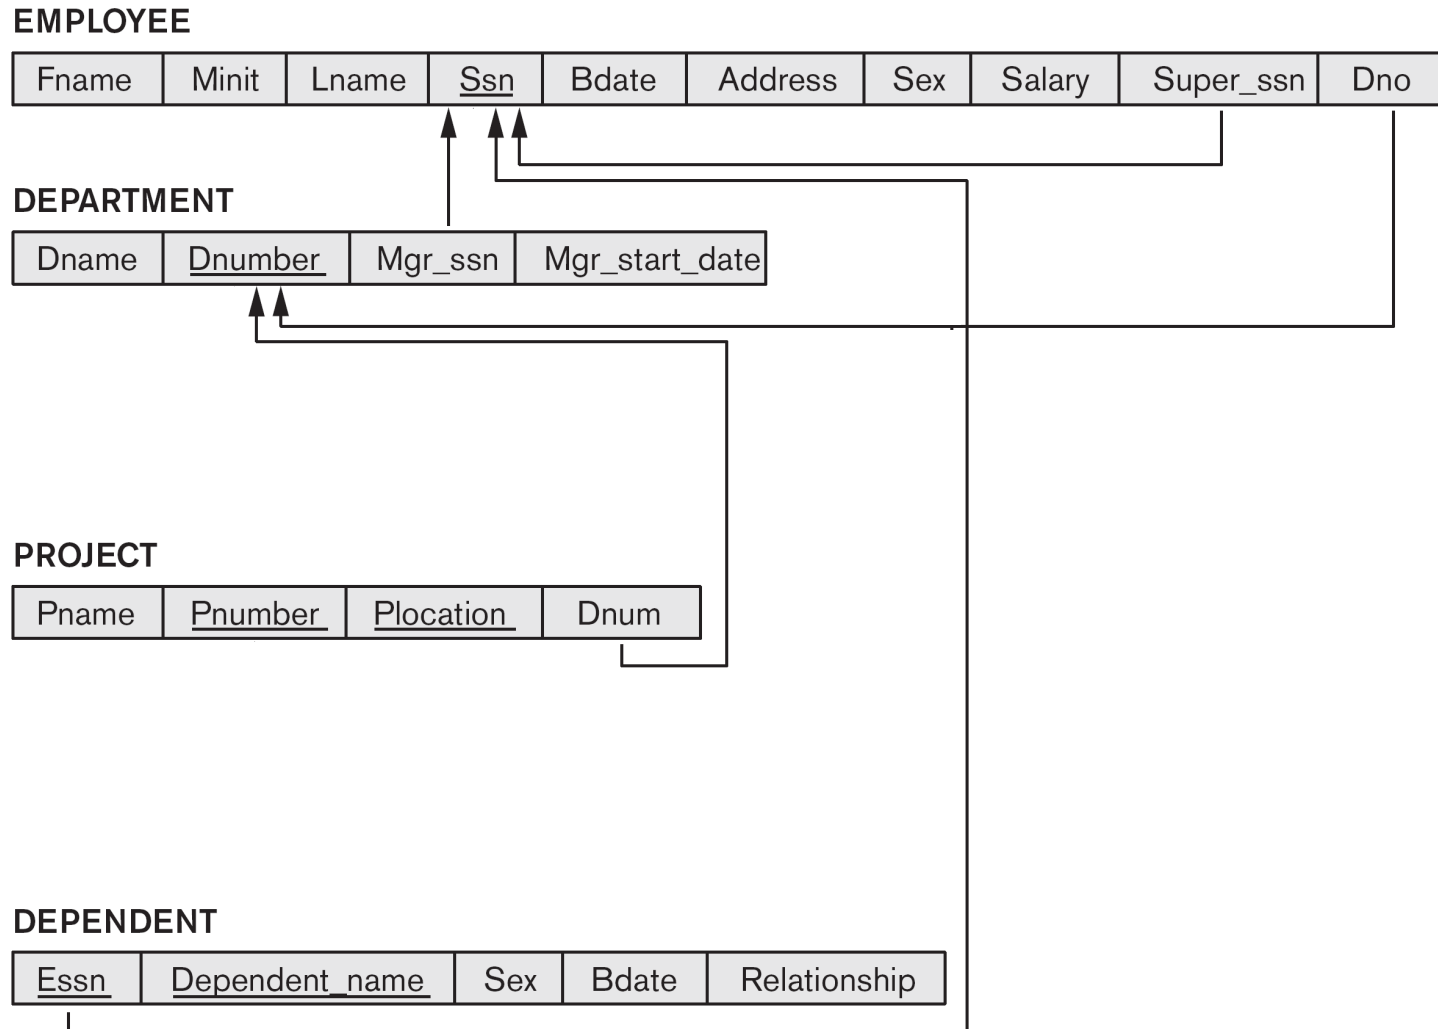 EMPLOYEE
Fname Minit Lname Ssn Bdate Address Sex Salary Super_ssn Dno
DEPARTMENT
Dname Dnumber Mgr_ssn Mgr_start_date
PROJECT
Pname Pnumber Plocation Dnum
DEPENDENT
Essn Dependent_name Sex Bdate Relationship